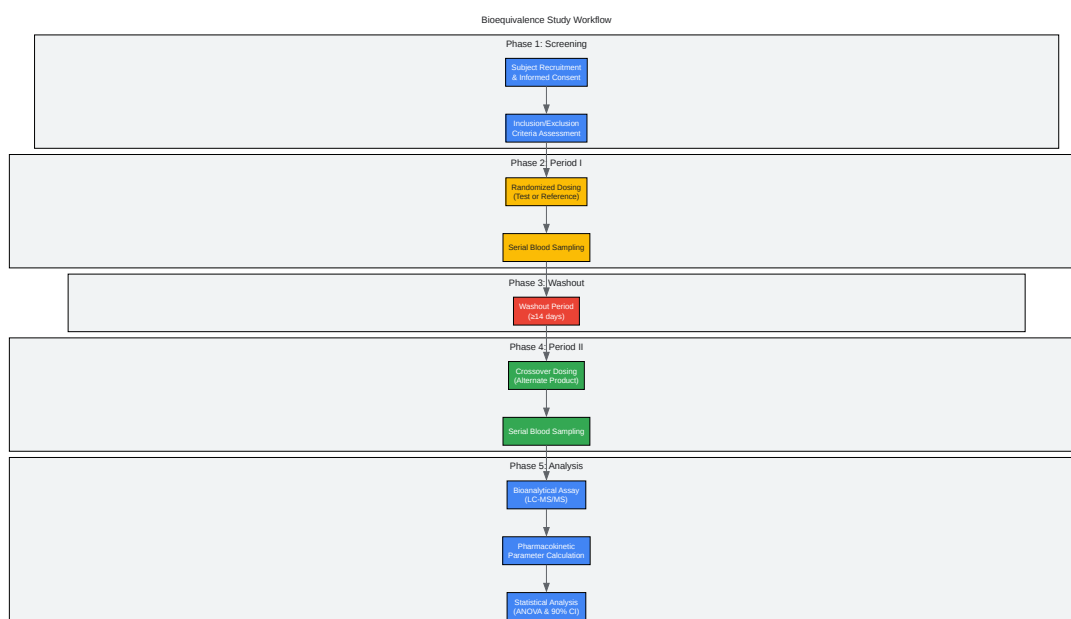 Bioequivalence Study Workflow
Phase 1: Screening
Subject Recruitment
& Informed Consent
Inclusion/Exclusion
Criteria Assessment
Phase 2: Period I
Randomized Dosing
(Test or Reference)
Serial Blood Sampling
Phase 3: Washout
Washout Period
(≥14 days)
Phase 4: Period II
Crossover Dosing
(Alternate Product)
Serial Blood Sampling
Phase 5: Analysis
Bioanalytical Assay
(LC-MS/MS)
Pharmacokinetic
Parameter Calculation
Statistical Analysis
(ANOVA & 90% CI)